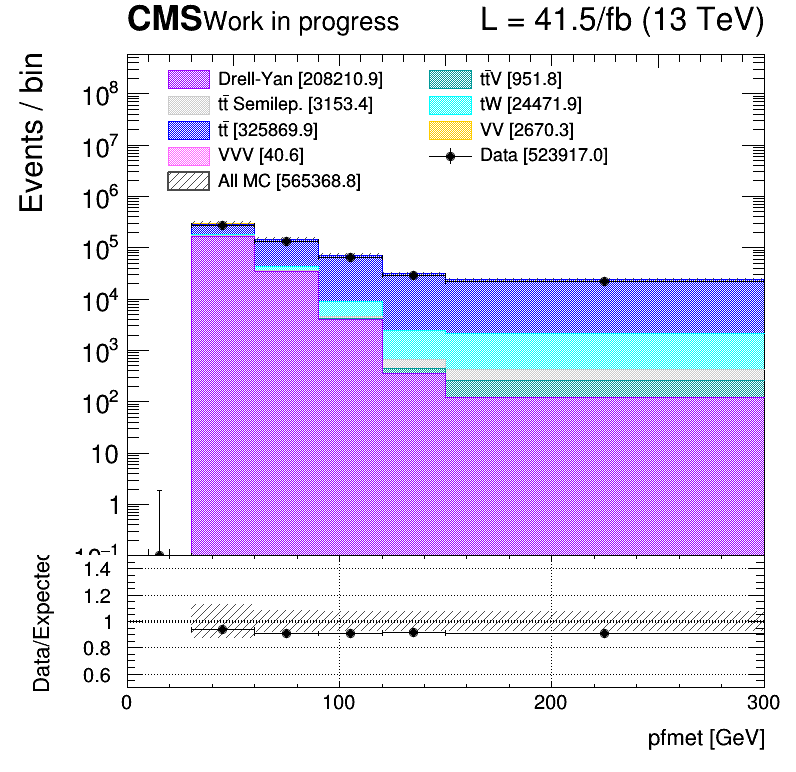 CMS Work in progress L = 41.5/fb (13 TeV)
Events / bin
Drell-Yan [208210.9]
tt̄ Semilep. [3153.4]
tt̄ [325869.9]
VVV [40.6]
All MC [565368.8]
tt̄V [951.8]
tW [24471.9]
VV [2670.3]
Data [523917.0]
10⁸
10⁷
10⁶
10⁵
10⁴
10³
10²
10
1
10⁻¹
Data/Expected
1.4
1.2
1
0.8
0.6
0 100 200 300
pfmet [GeV]